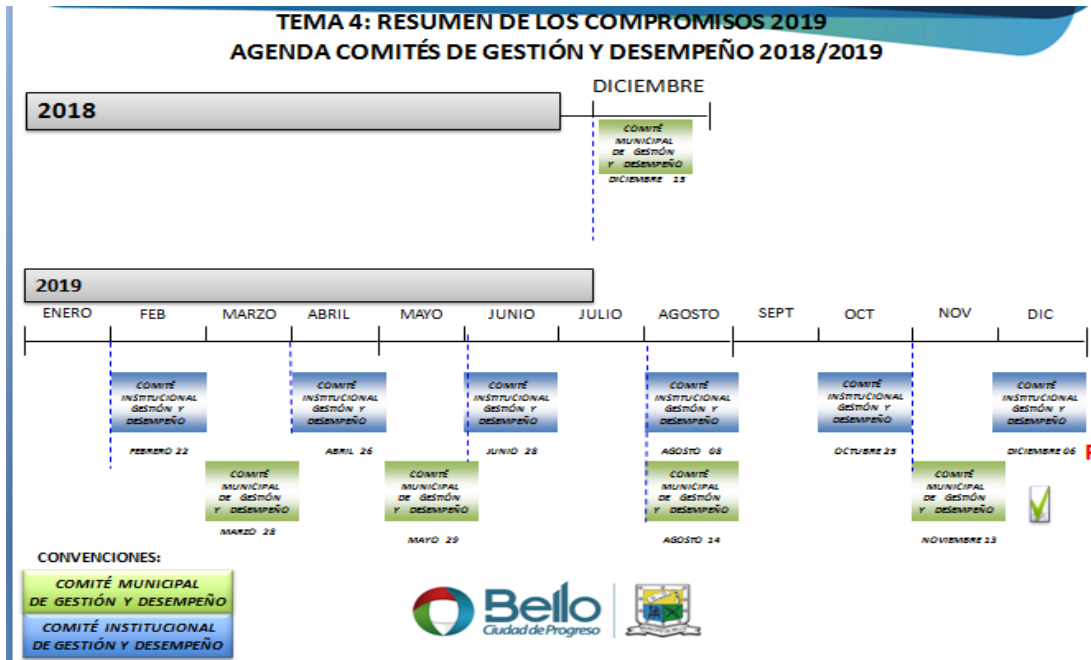 TEMA 4: RESUMEN DE LOS COMPROMISOS 2019
AGENDA COMITÉS DE GESTIÓN Y DESEMPEÑO 2018/2019
DICIEMBRE
2018
COMITÉ
MUNICIPAL
DE GESTIÓN
Y DESEMPEÑO
DICIEMBRE 13
2019
ENERO FEB MARZO ABRIL MAYO JUNIO JULIO AGOSTO SEPT OCT NOV DIC
COMITÉ
INSTITUCIONAL
GESTIÓN Y
DESEMPEÑO
FEBRERO 22
COMITÉ
INSTITUCIONAL
GESTIÓN Y
DESEMPEÑO
ABRIL 26
COMITÉ
INSTITUCIONAL
GESTIÓN Y
DESEMPEÑO
JUNIO 28
COMITÉ
INSTITUCIONAL
GESTIÓN Y
DESEMPEÑO
AGOSTO 08
COMITÉ
INSTITUCIONAL
GESTIÓN Y
DESEMPEÑO
OCTUBRE 25
COMITÉ
INSTITUCIONAL
GESTIÓN Y
DESEMPEÑO
DICIEMBRE 06
COMITÉ
MUNICIPAL
DE GESTIÓN
Y DESEMPEÑO
MARZO 28
COMITÉ
MUNICIPAL
DE GESTIÓN
Y DESEMPEÑO
MAYO 29
COMITÉ
MUNICIPAL
DE GESTIÓN
Y DESEMPEÑO
AGOSTO 14
COMITÉ
MUNICIPAL
DE GESTIÓN
Y DESEMPEÑO
NOVIEMBRE 13
CONVENCIONES:
COMITÉ MUNICIPAL
DE GESTIÓN Y DESEMPEÑO
COMITÉ INSTITUCIONAL
DE GESTIÓN Y DESEMPEÑO
Bello
Ciudad de Progreso